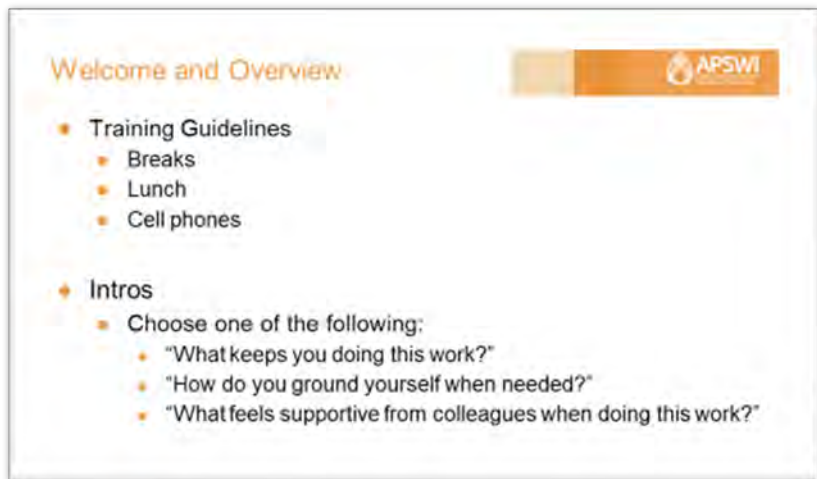 Welcome and Overview
APSWI
Training Guidelines
Breaks
Lunch
Cell phones
Intros
Choose one of the following:
“What keeps you doing this work?”
“How do you ground yourself when needed?”
“What feels supportive from colleagues when doing this work?”